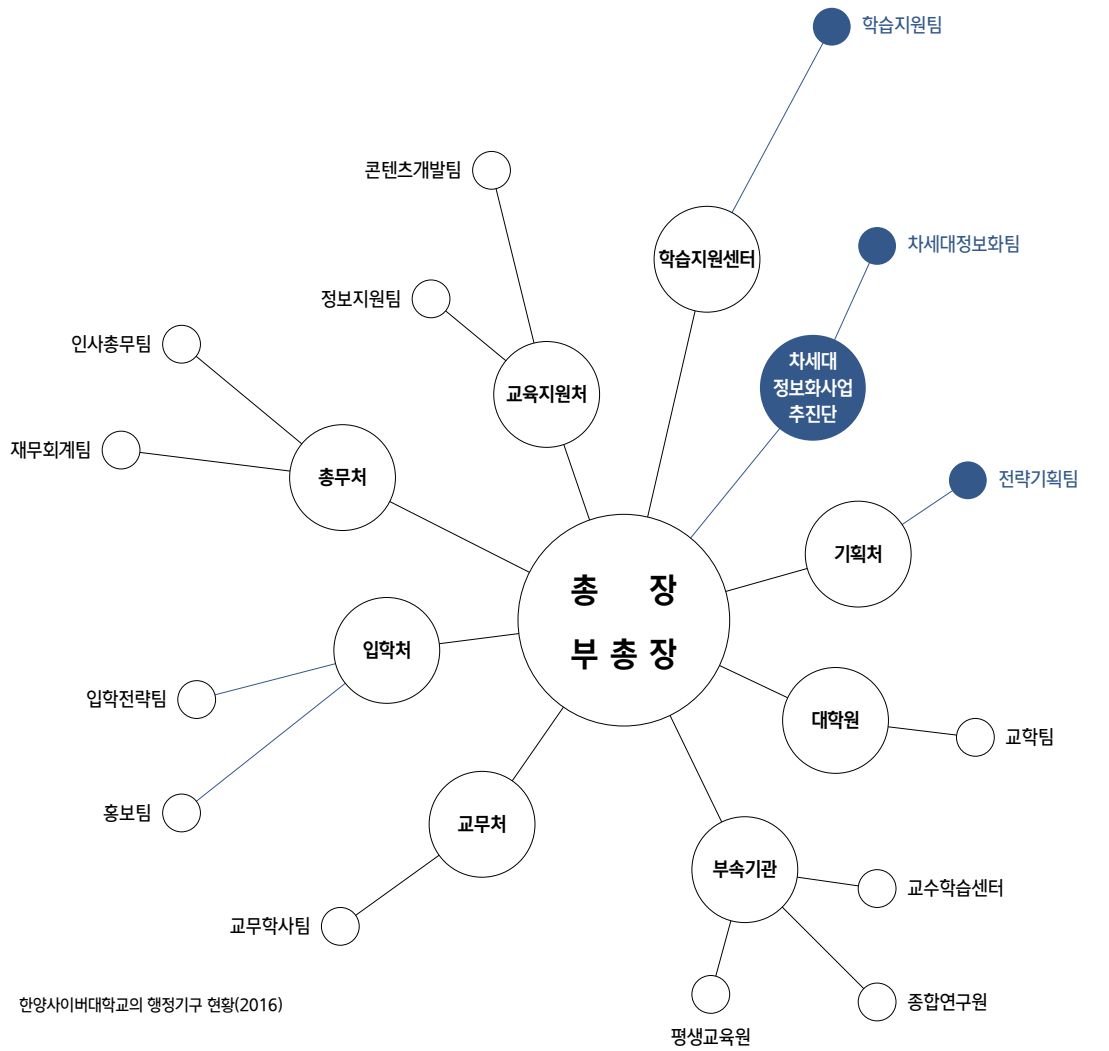 학습지원팀
콘텐츠개발팀
학습지원센터
차세대정보화팀
정보지원팀
인사총무팀
차세대
정보화사업
추진단
교육지원처
재무회계팀
총무처
전략기획팀
기획처
총 장
부 총 장
입학처
입학전략팀
대학원
교학팀
홍보팀
교무처
부속기관
교수학습센터
교무학사팀
종합연구원
평생교육원
한양사이버대학교의 행정기구 현황(2016)